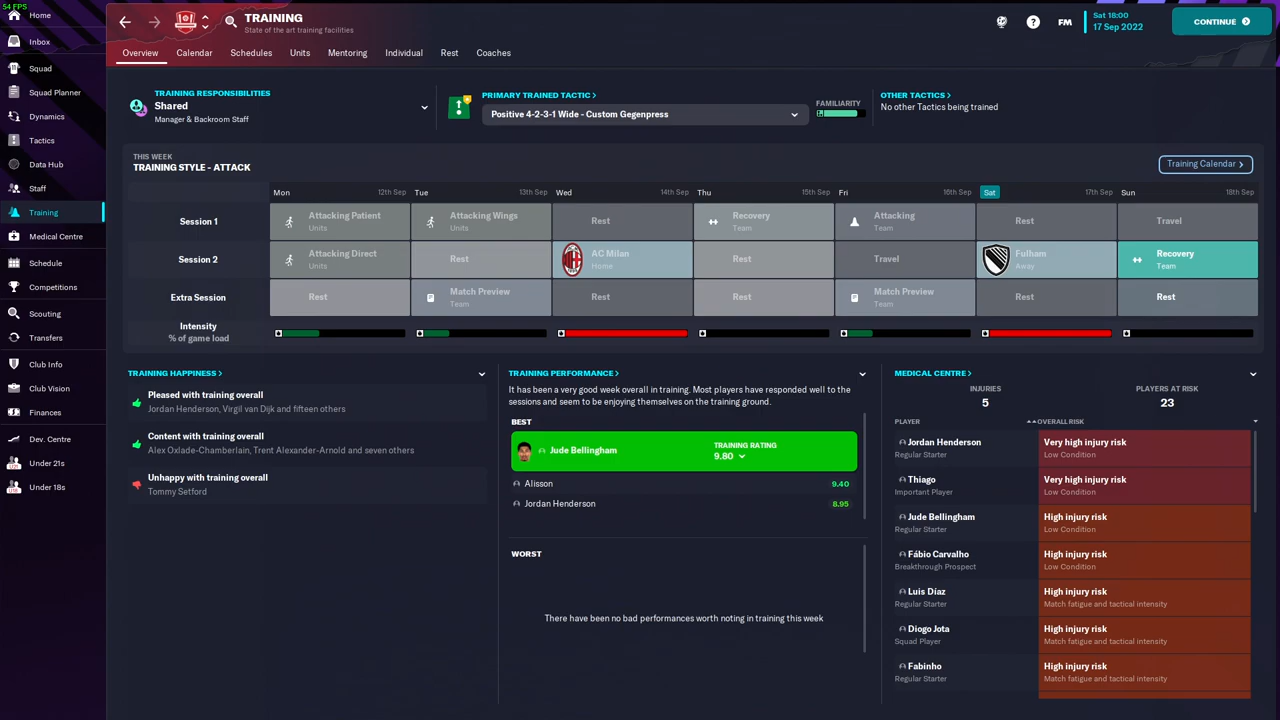 54 FPS
Home
Inbox
Squad
Squad Planner
Dynamics
Tactics
Data Hub
Staff
Training
Medical Centre
Schedule
Competitions
Scouting
Transfers
Club Info
Club Vision
Finances
Dev. Centre
Under 21s
Under 18s
TRAINING
State of the art training facilities
FM
Sat 18:00
17 Sep 2022
CONTINUE
Overview
Calendar
Schedules
Units
Mentoring
Individual
Rest
Coaches
TRAINING RESPONSIBILITIES
Shared
Manager & Backroom Staff
PRIMARY TRAINED TACTIC >
Positive 4-2-3-1 Wide - Custom Gegenpress
FAMILIARITY
OTHER TACTICS >
No other Tactics being trained
THIS WEEK
TRAINING STYLE - ATTACK
Training Calendar >
Mon 12th Sep Tue 13th Sep Wed 14th Sep Thu 15th Sep Fri 16th Sep Sat 17th Sep Sun 18th Sep
Session 1
Attacking Patient
Units
Attacking Wings
Units
Rest
Recovery
Team
Attacking
Team
Rest
Travel
Session 2
Attacking Direct
Units
Rest
AC Milan
Home
Rest
Travel
Fulham
Away
Recovery
Team
Extra Session
Rest
Match Preview
Team
Rest
Rest
Match Preview
Team
Rest
Rest
Intensity
% of game load
TRAINING HAPPINESS >
Pleased with training overall
Jordan Henderson, Virgil van Dijk and fifteen others
Content with training overall
Alex Oxlade-Chamberlain, Trent Alexander-Arnold and seven others
Unhappy with training overall
Tommy Setford
TRAINING PERFORMANCE >
It has been a very good week overall in training. Most players have responded well to the
sessions and seem to be enjoying themselves on the training ground.
BEST
Jude Bellingham
TRAINING RATING
9.80
Alisson 9.40
Jordan Henderson 8.95
WORST
There have been no bad performances worth noting in training this week
MEDICAL CENTRE >
INJURIES
5
PLAYERS AT RISK
23
PLAYER OVERALL RISK
Jordan Henderson
Regular Starter
Very high injury risk
Low Condition
Thiago
Important Player
Very high injury risk
Low Condition
Jude Bellingham
Regular Starter
High injury risk
Low Condition
Fábio Carvalho
Breakthrough Prospect
High injury risk
Low Condition
Luis Díaz
Regular Starter
High injury risk
Match fatigue and tactical intensity
Diogo Jota
Squad Player
High injury risk
Match fatigue and tactical intensity
Fabinho
Regular Starter
High injury risk
Match fatigue and tactical intensity